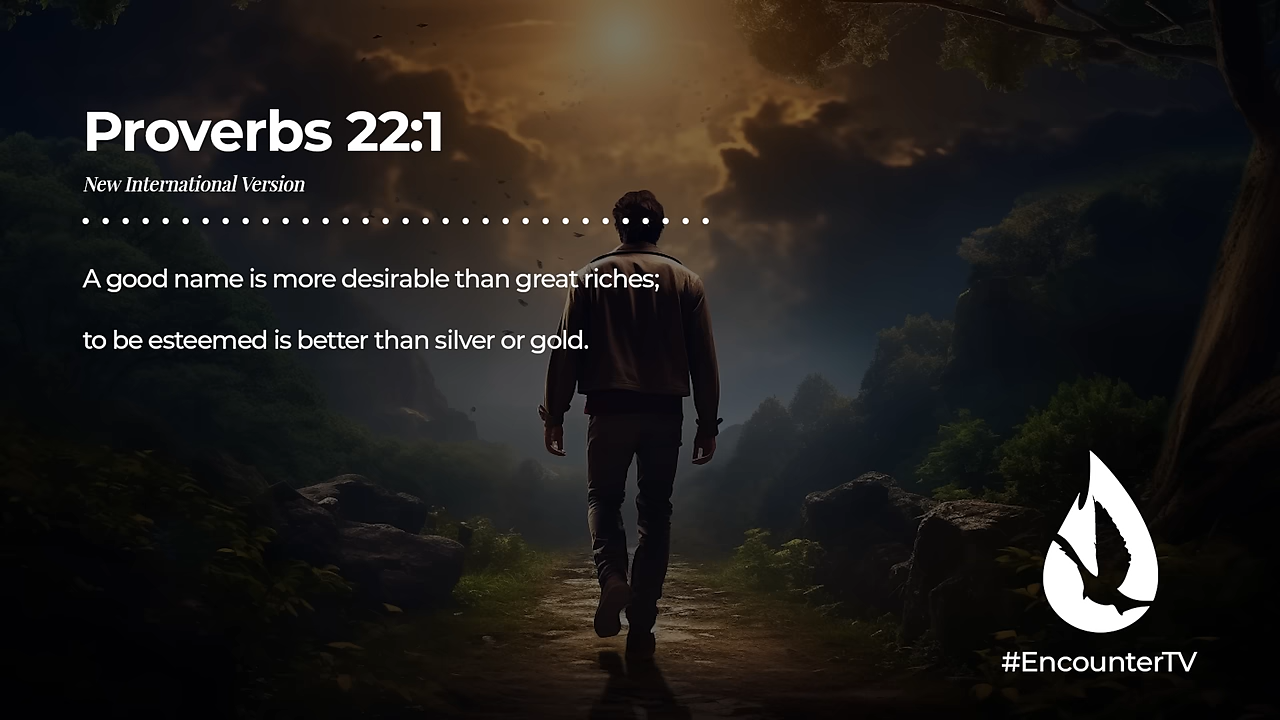 Proverbs 22:1
New International Version
A good name is more desirable than great riches;
to be esteemed is better than silver or gold.
#EncounterTV